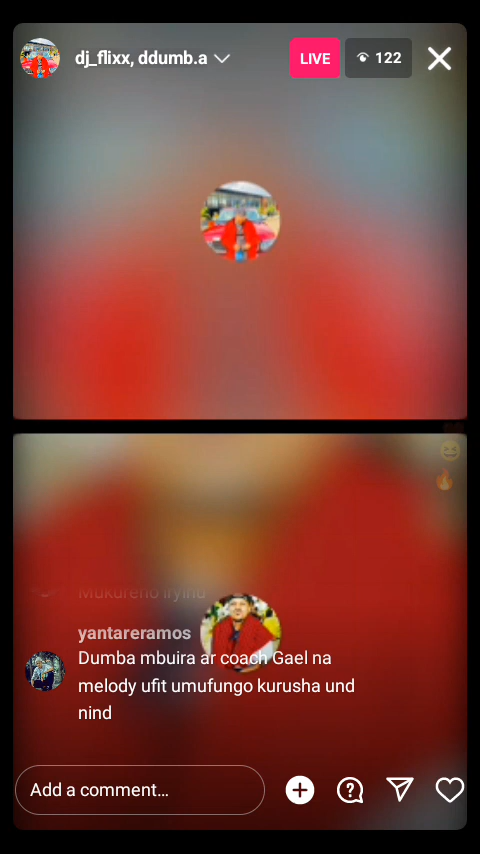 dj_flixx, ddumb.a
LIVE
122
yantareramos
Dumba mbuira ar coach Gael na
melody ufit umufungo kurusha und
nind
Add a comment…